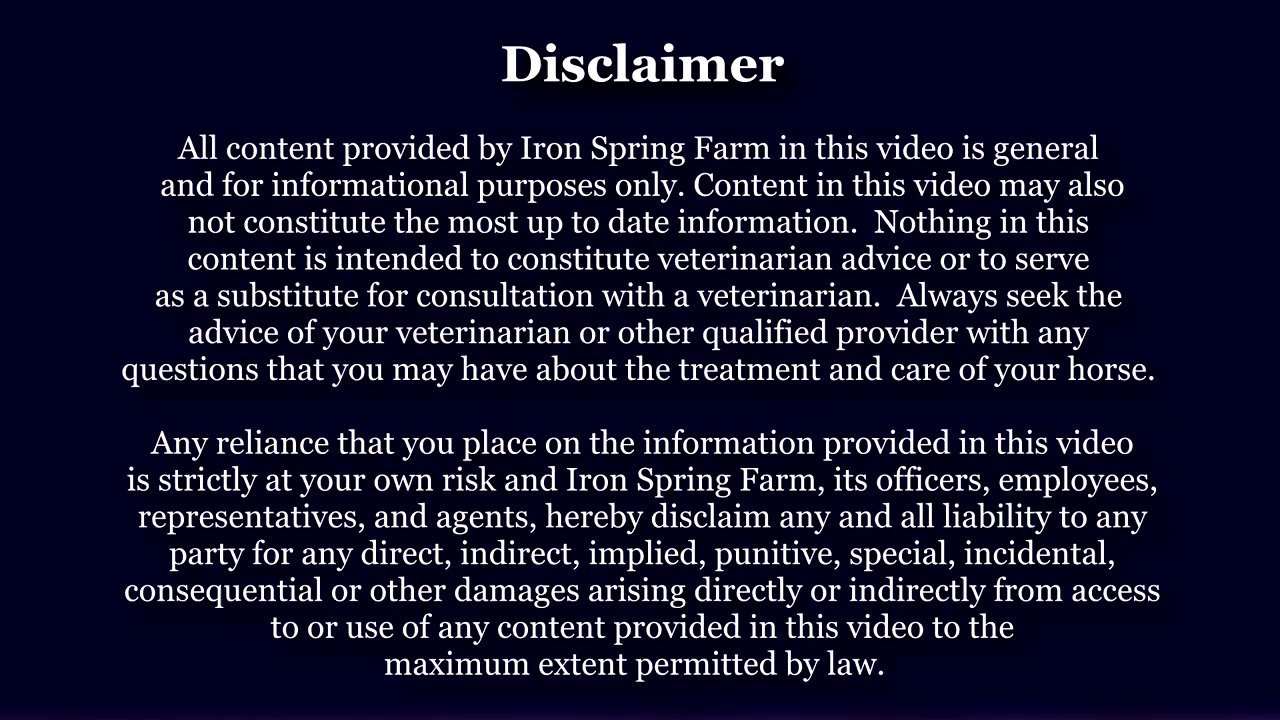 Disclaimer
All content provided by Iron Spring Farm in this video is general
and for informational purposes only. Content in this video may also
not constitute the most up to date information.  Nothing in this
content is intended to constitute veterinarian advice or to serve
as a substitute for consultation with a veterinarian.  Always seek the
advice of your veterinarian or other qualified provider with any
questions that you may have about the treatment and care of your horse.
Any reliance that you place on the information provided in this video
is strictly at your own risk and Iron Spring Farm, its officers, employees,
representatives, and agents, hereby disclaim any and all liability to any
party for any direct, indirect, implied, punitive, special, incidental,
consequential or other damages arising directly or indirectly from access
to or use of any content provided in this video to the
maximum extent permitted by law.